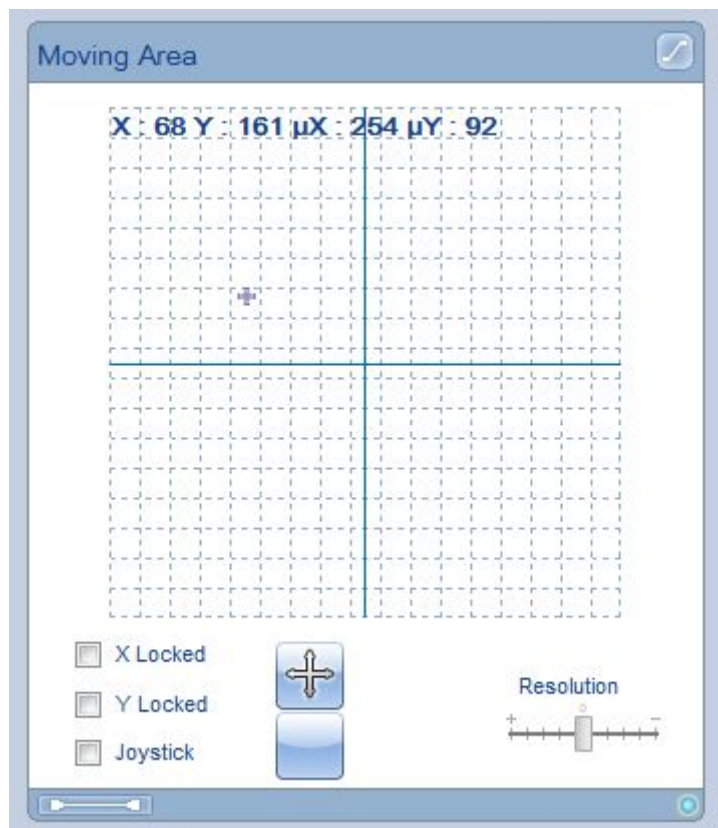 Moving Area
X : 68 Y : 161 µX : 254 µY : 92
X Locked
Y Locked
Joystick
Resolution
+ -